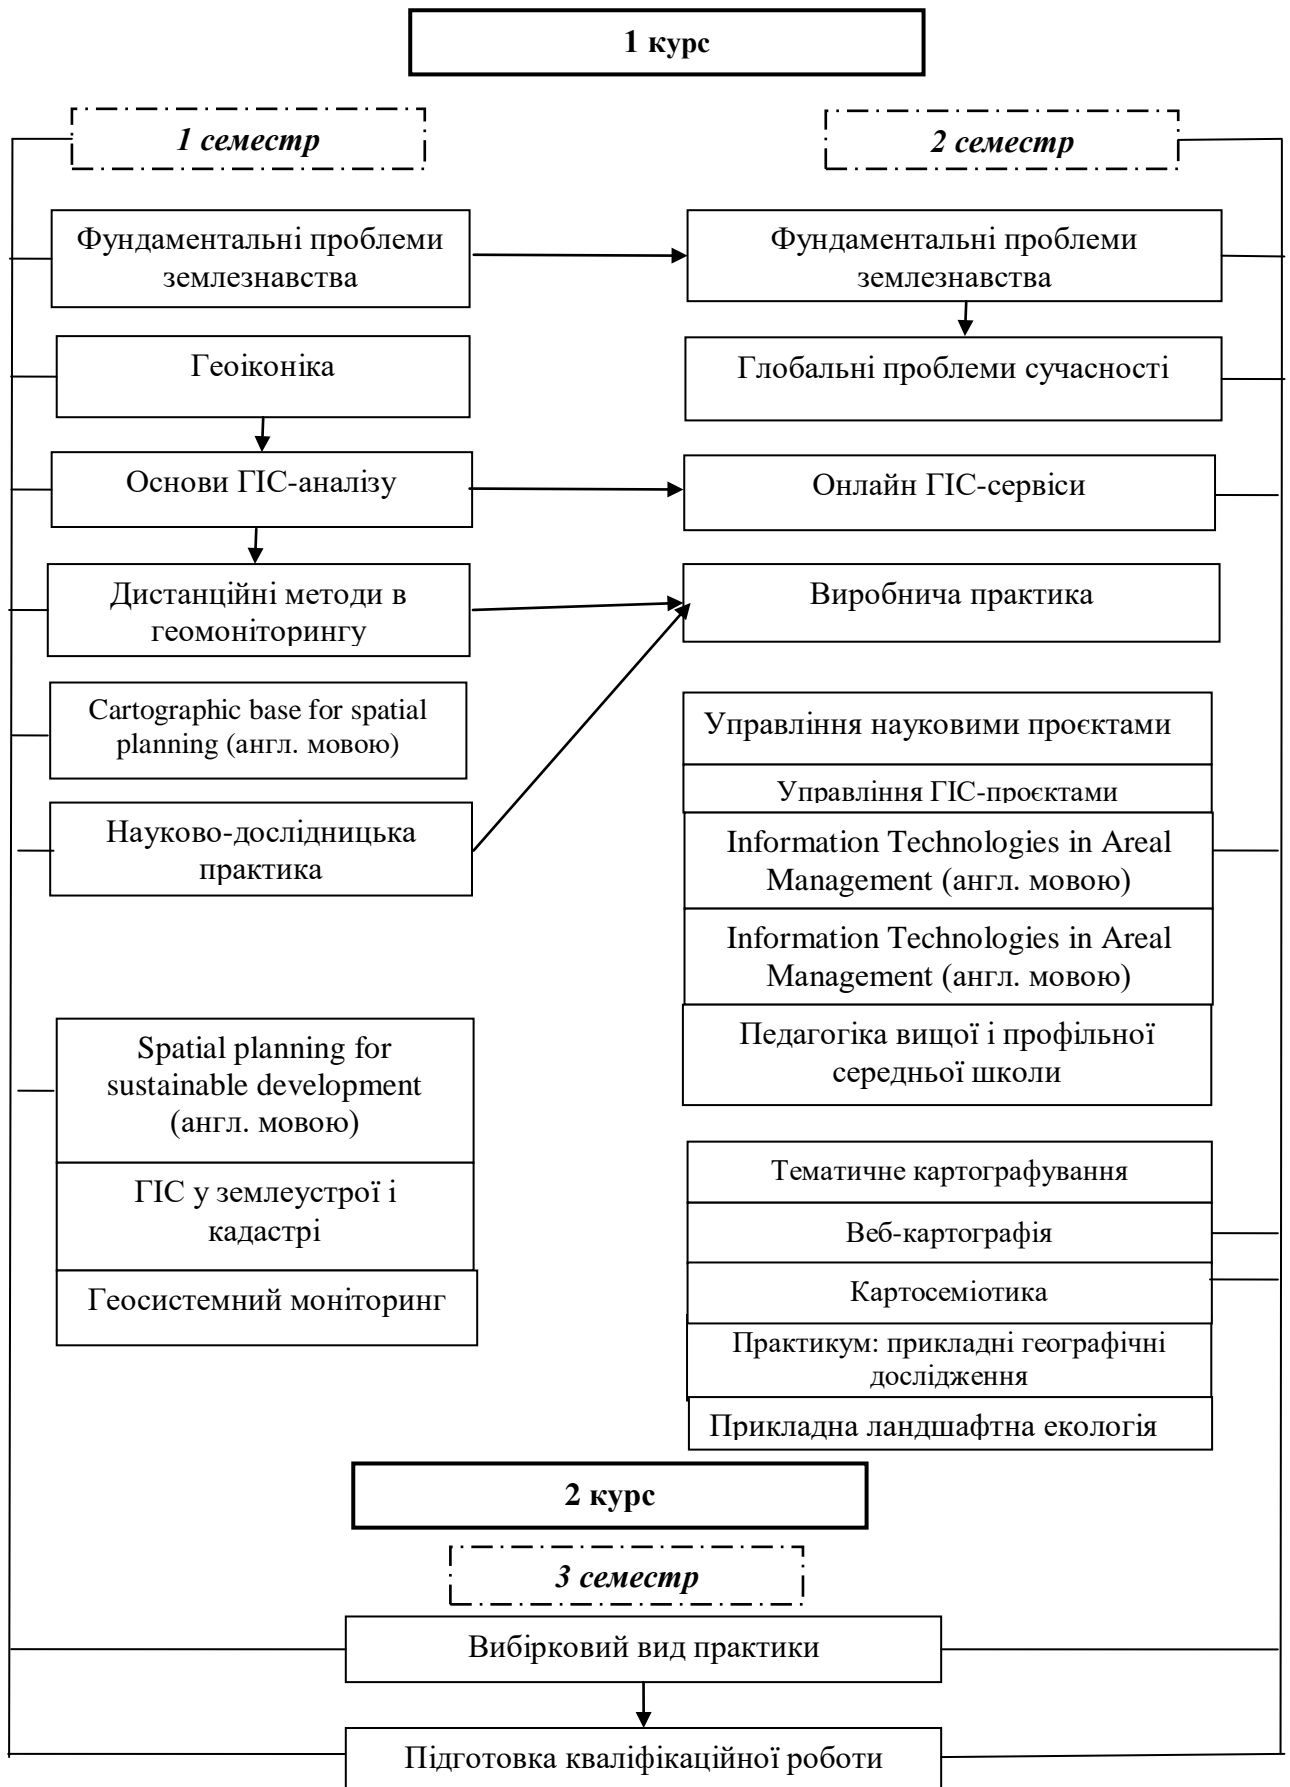 1 курс
1 семестр
2 семестр
Фундаментальні проблеми
землезнавства
Фундаментальні проблеми
землезнавства
Геоіконіка
Глобальні проблеми сучасності
Основи ГІС-аналізу
Онлайн ГІС-сервіси
Дистанційні методи в
геомоніторингу
Виробнича практика
Cartographic base for spatial
planning (англ. мовою)
Науково-дослідницька
практика
Управління науковими проєктами
Управління ГІС-проєктами
Information Technologies in Areal
Management (англ. мовою)
Information Technologies in Areal
Management (англ. мовою)
Педагогіка вищої і профільної
середньої школи
Spatial planning for
sustainable development
(англ. мовою)
ГІС у землеустрої і
кадастрі
Геосистемний моніторинг
Тематичне картографування
Веб-картографія
Картосеміотика
Практикум: прикладні географічні
дослідження
Прикладна ландшафтна екологія
2 курс
3 семестр
Вибірковий вид практики
Підготовка кваліфікаційної роботи